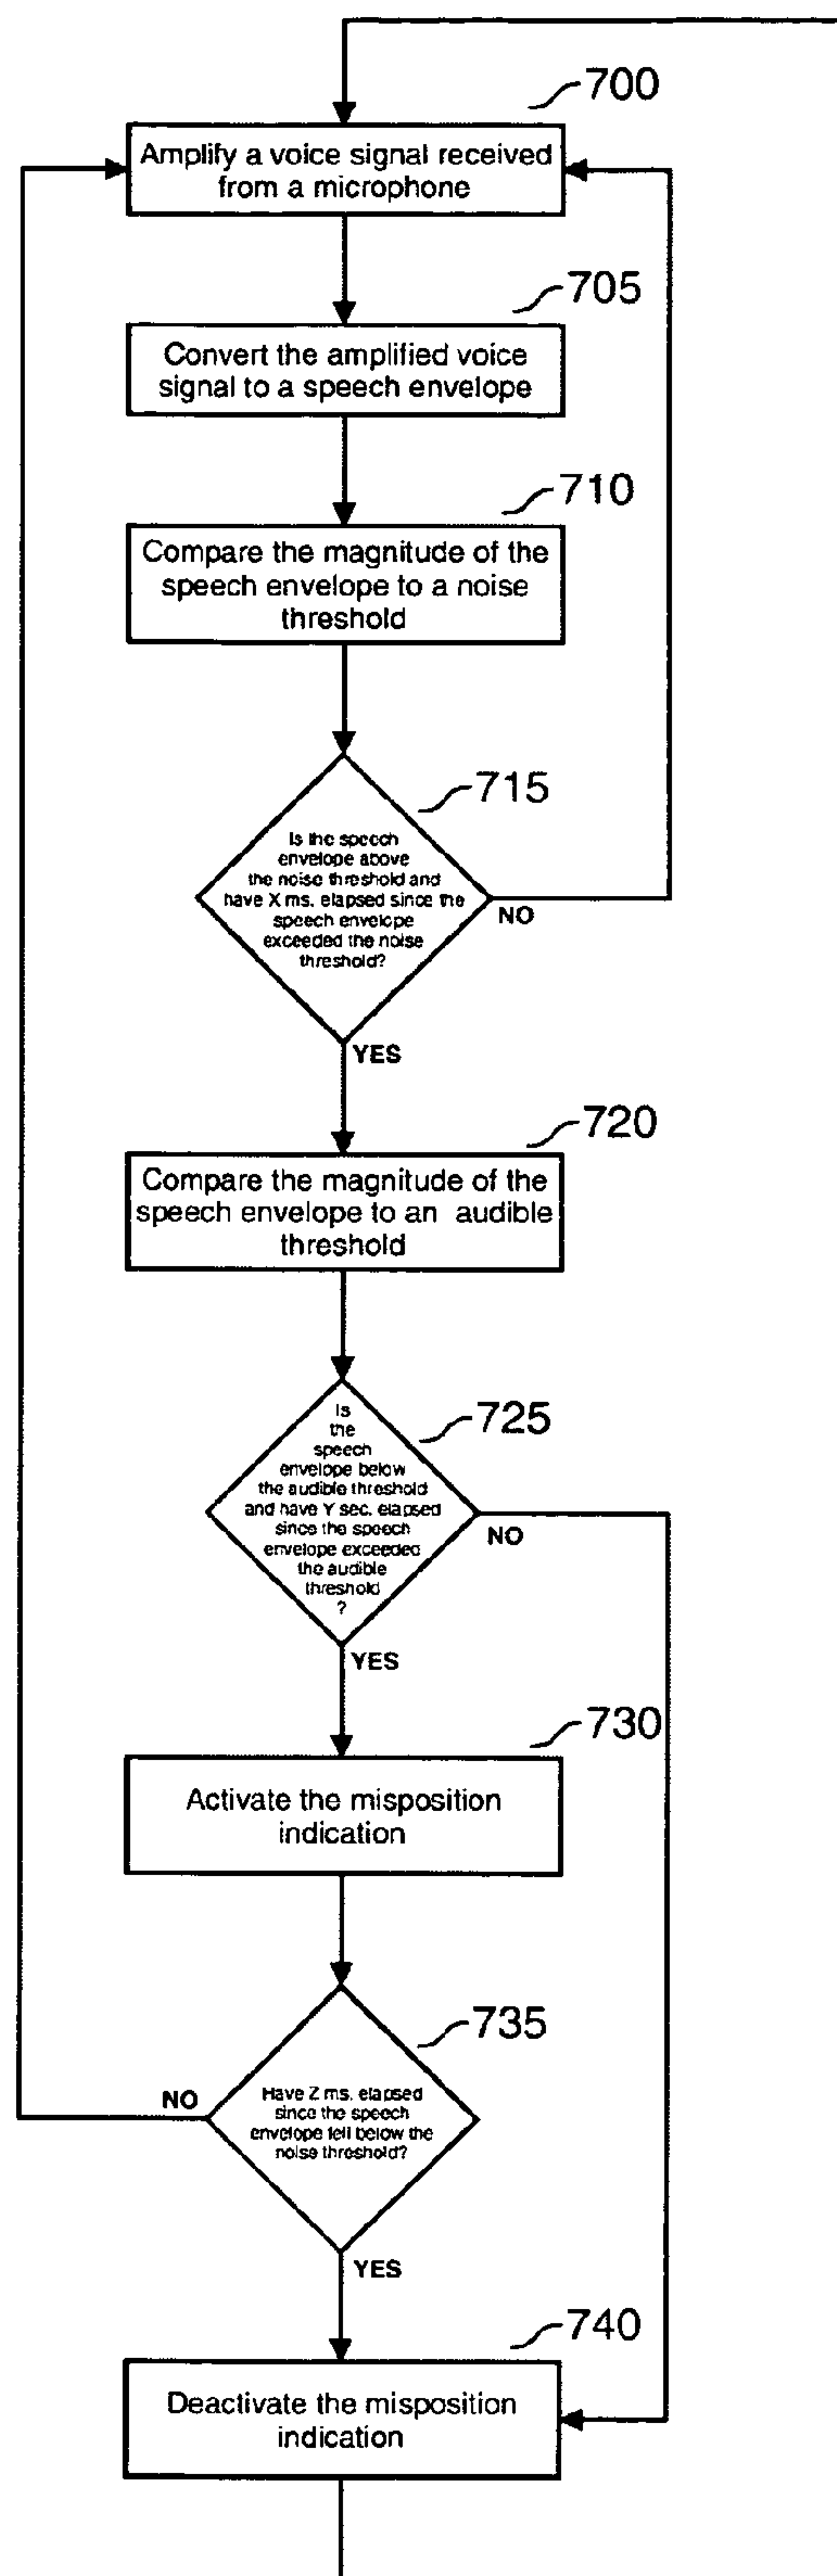 700
Amplify a voice signal received
from a microphone
705
Convert the amplified voice
signal to a speech envelope
710
Compare the magnitude of the
speech envelope to a noise
threshold
715
Is the speech
envelope above
the noise threshold and
have X ms. elapsed since the
speech envelope
exceeded the noise
threshold?
NO
YES
720
Compare the magnitude of the
speech envelope to an audible
threshold
725
Is
the
speech
envelope below
the audible threshold
and have Y sec. elapsed
since the speech
envelope exceeded
the audible
threshold
?
NO
YES
730
Activate the misposition
indication
735
NO
Have Z ms. elapsed
since the speech
envelope fell below the
noise threshold?
YES
740
Deactivate the misposition
indication